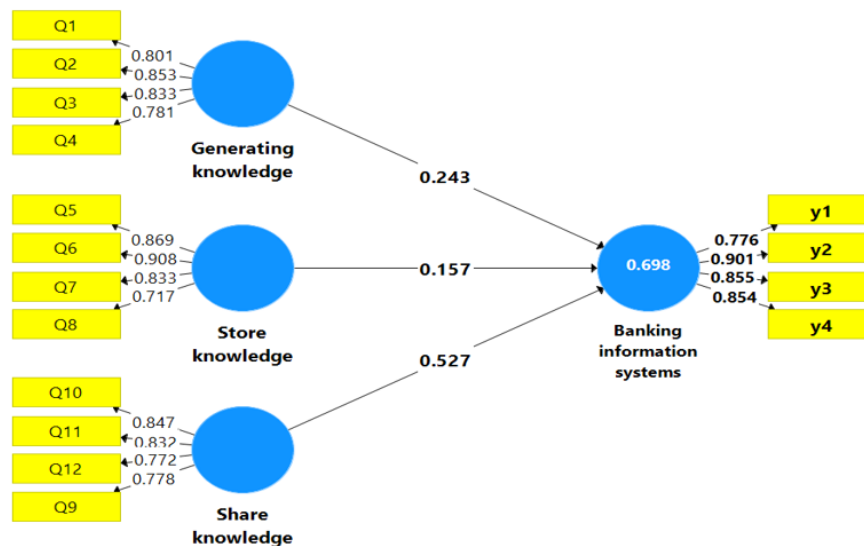 Q1
Q2
Q3
Q4
0.801
0.853
0.833
0.781
Generating
knowledge
0.243
Q5
Q6
Q7
Q8
0.869
0.908
0.833
0.717
Store
knowledge
0.157
Q10
Q11
Q12
Q9
0.847
0.832
0.772
0.778
Share
knowledge
0.527
0.698
Banking
information
systems
0.776
0.901
0.855
0.854
y1
y2
y3
y4